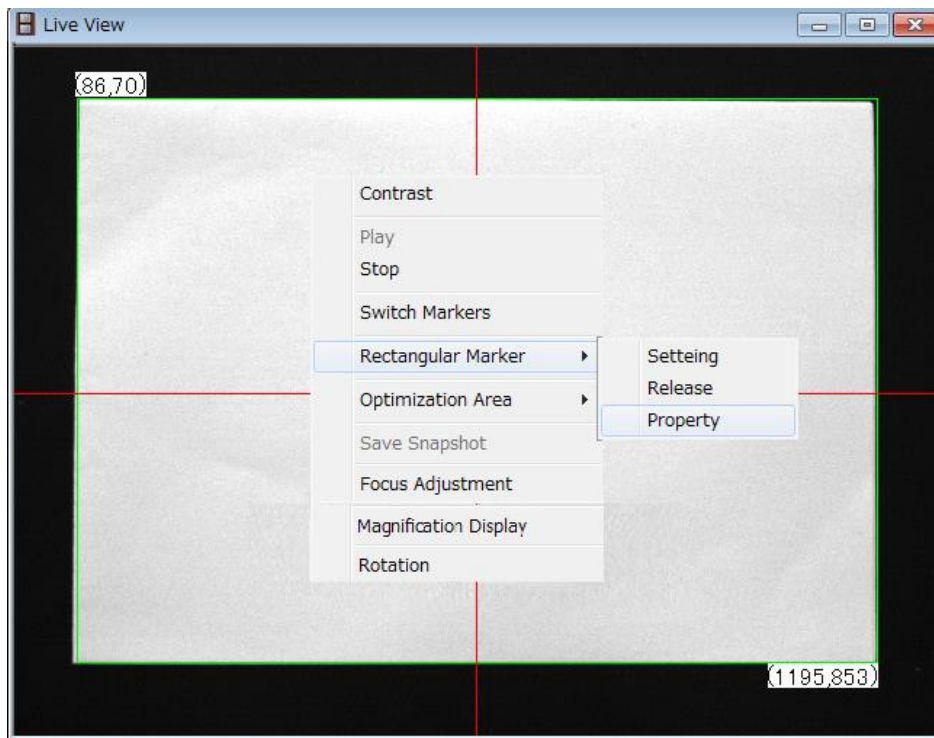 Live View
(86,70)
Contrast
Play
Stop
Switch Markers
Rectangular Marker
Setteing
Release
Property
Optimization Area
Save Snapshot
Focus Adjustment
Magnification Display
Rotation
(1195,853)